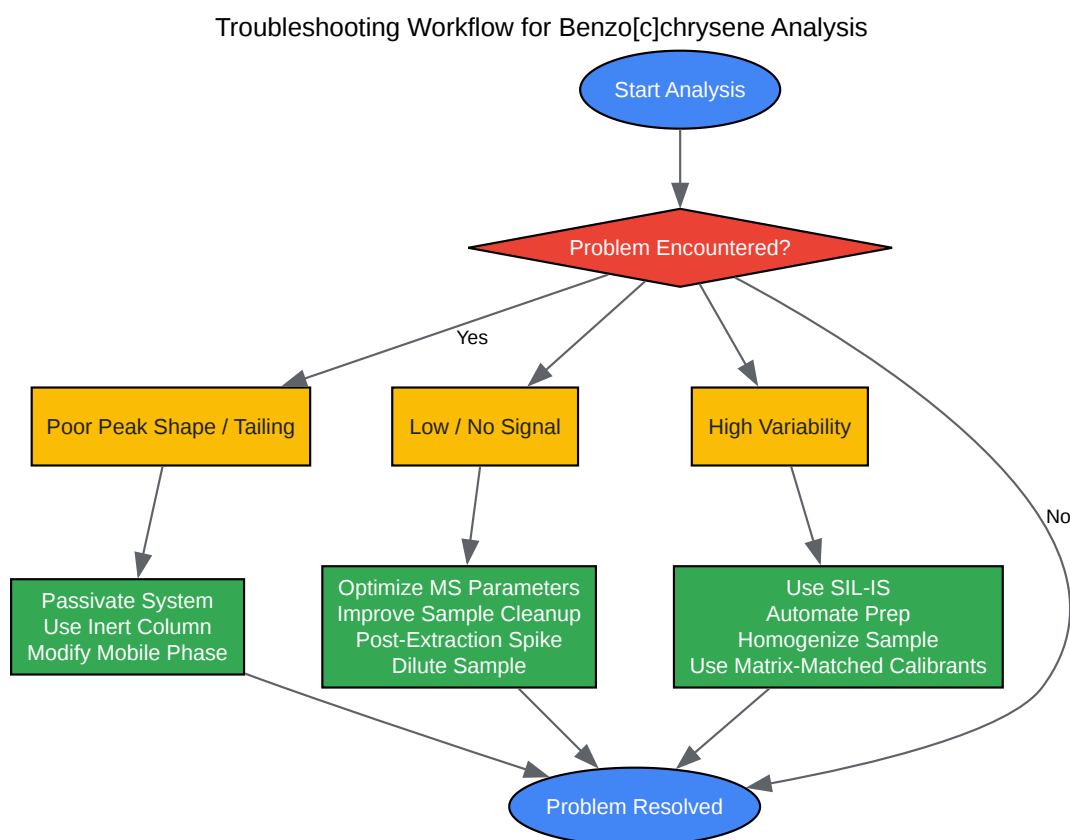 Troubleshooting Workflow for Benzo[c]chrysene Analysis
Start Analysis
Problem Encountered?
Yes
Poor Peak Shape / Tailing
Low / No Signal
High Variability
No
Passivate System
Use Inert Column
Modify Mobile Phase
Optimize MS Parameters
Improve Sample Cleanup
Post-Extraction Spike
Dilute Sample
Use SIL-IS
Automate Prep
Homogenize Sample
Use Matrix-Matched Calibrants
Problem Resolved